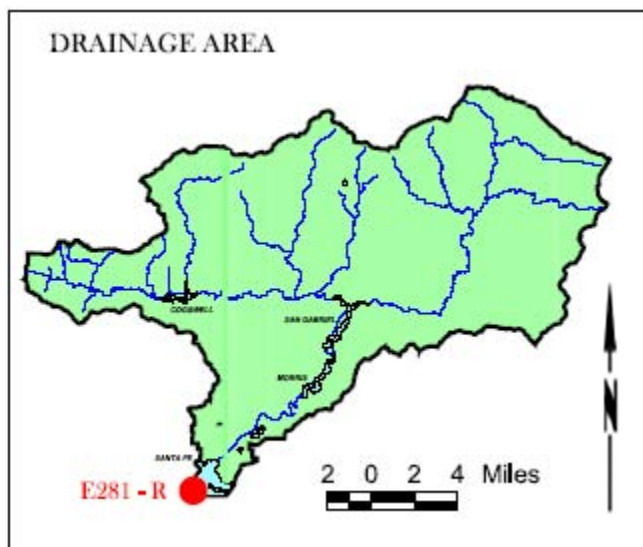 DRAINAGE AREA
COGSWELL
SAN GABRIEL
MORRIS
SANTA FE
E281 - R
2 0 2 4 Miles
N